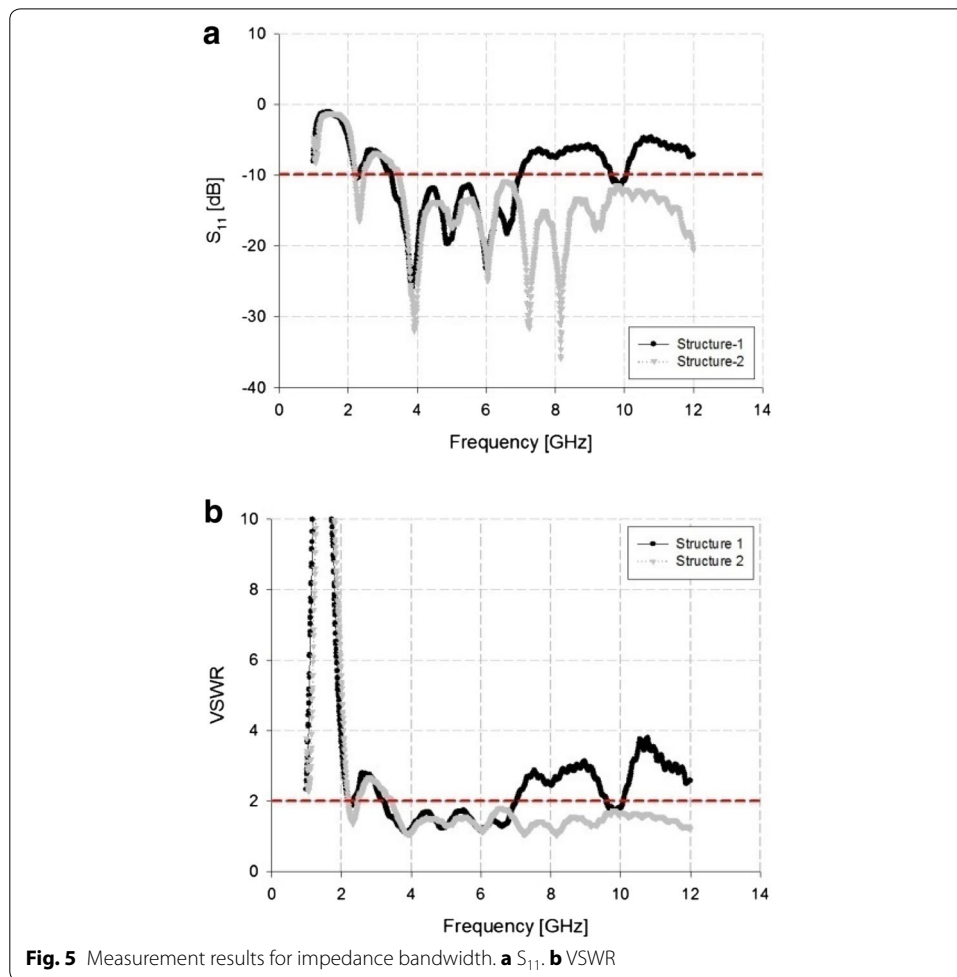 a
10
0
-10
-20
-30
-40
S₁₁ [dB]
Structure-1
Structure-2
0 2 4 6 8 10 12 14
Frequency [GHz]
b
10
8
6
4
2
0
VSWR
Structure 1
Structure 2
0 2 4 6 8 10 12 14
Frequency [GHz]
Fig. 5 Measurement results for impedance bandwidth. a S₁₁. b VSWR